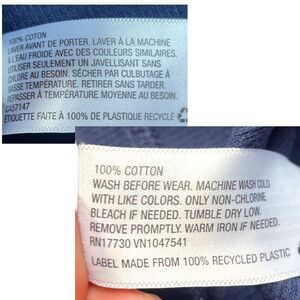 100% COTON
LAVER AVANT DE PORTER. LAVER À LA MACHINE
À L'EAU FROIDE AVEC DES COULEURS SIMILAIRES.
UTILISER SEULEMENT UN JAVELLISANT SANS
CHLORE AU BESOIN. SÉCHER PAR CULBUTAGE À
BASSE TEMPÉRATURE. RETIRER SANS TARDER.
REPASSER À TEMPÉRATURE MOYENNE AU BESOIN.
CA57147
ÉTIQUETTE FAITE À 100% DE PLASTIQUE RECYCLÉ
100% COTTON
WASH BEFORE WEAR. MACHINE WASH COLD
WITH LIKE COLORS. ONLY NON-CHLORINE
BLEACH IF NEEDED. TUMBLE DRY LOW.
REMOVE PROMPTLY. WARM IRON IF NEEDED.
RN17730 VN1047541
LABEL MADE FROM 100% RECYCLED PLASTIC